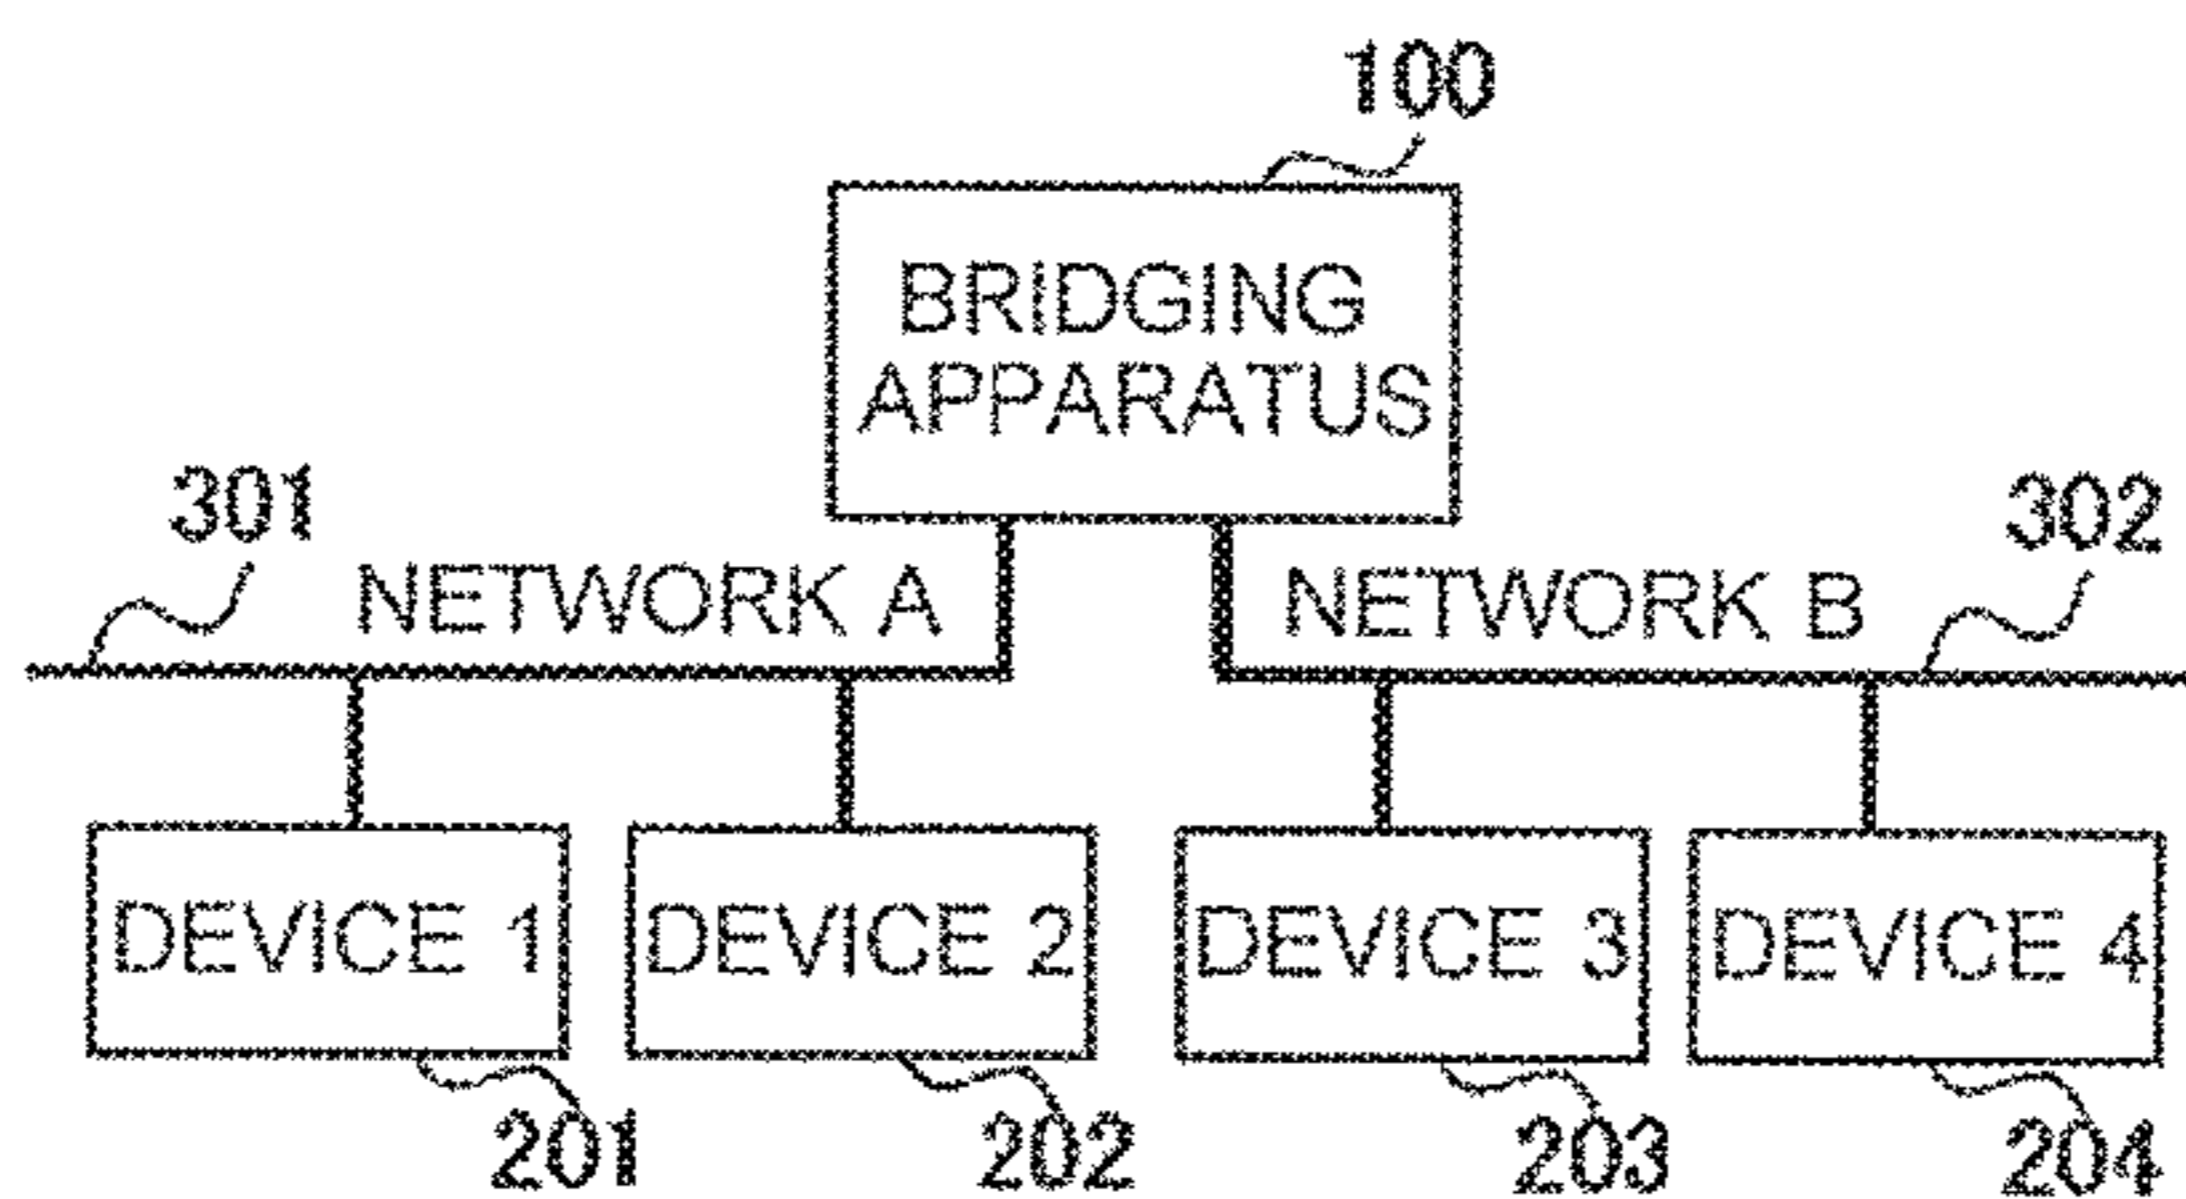 100
BRIDGING
APPARATUS
301
302
NETWORK A
NETWORK B
DEVICE 1
DEVICE 2
DEVICE 3
DEVICE 4
201
202
203
204